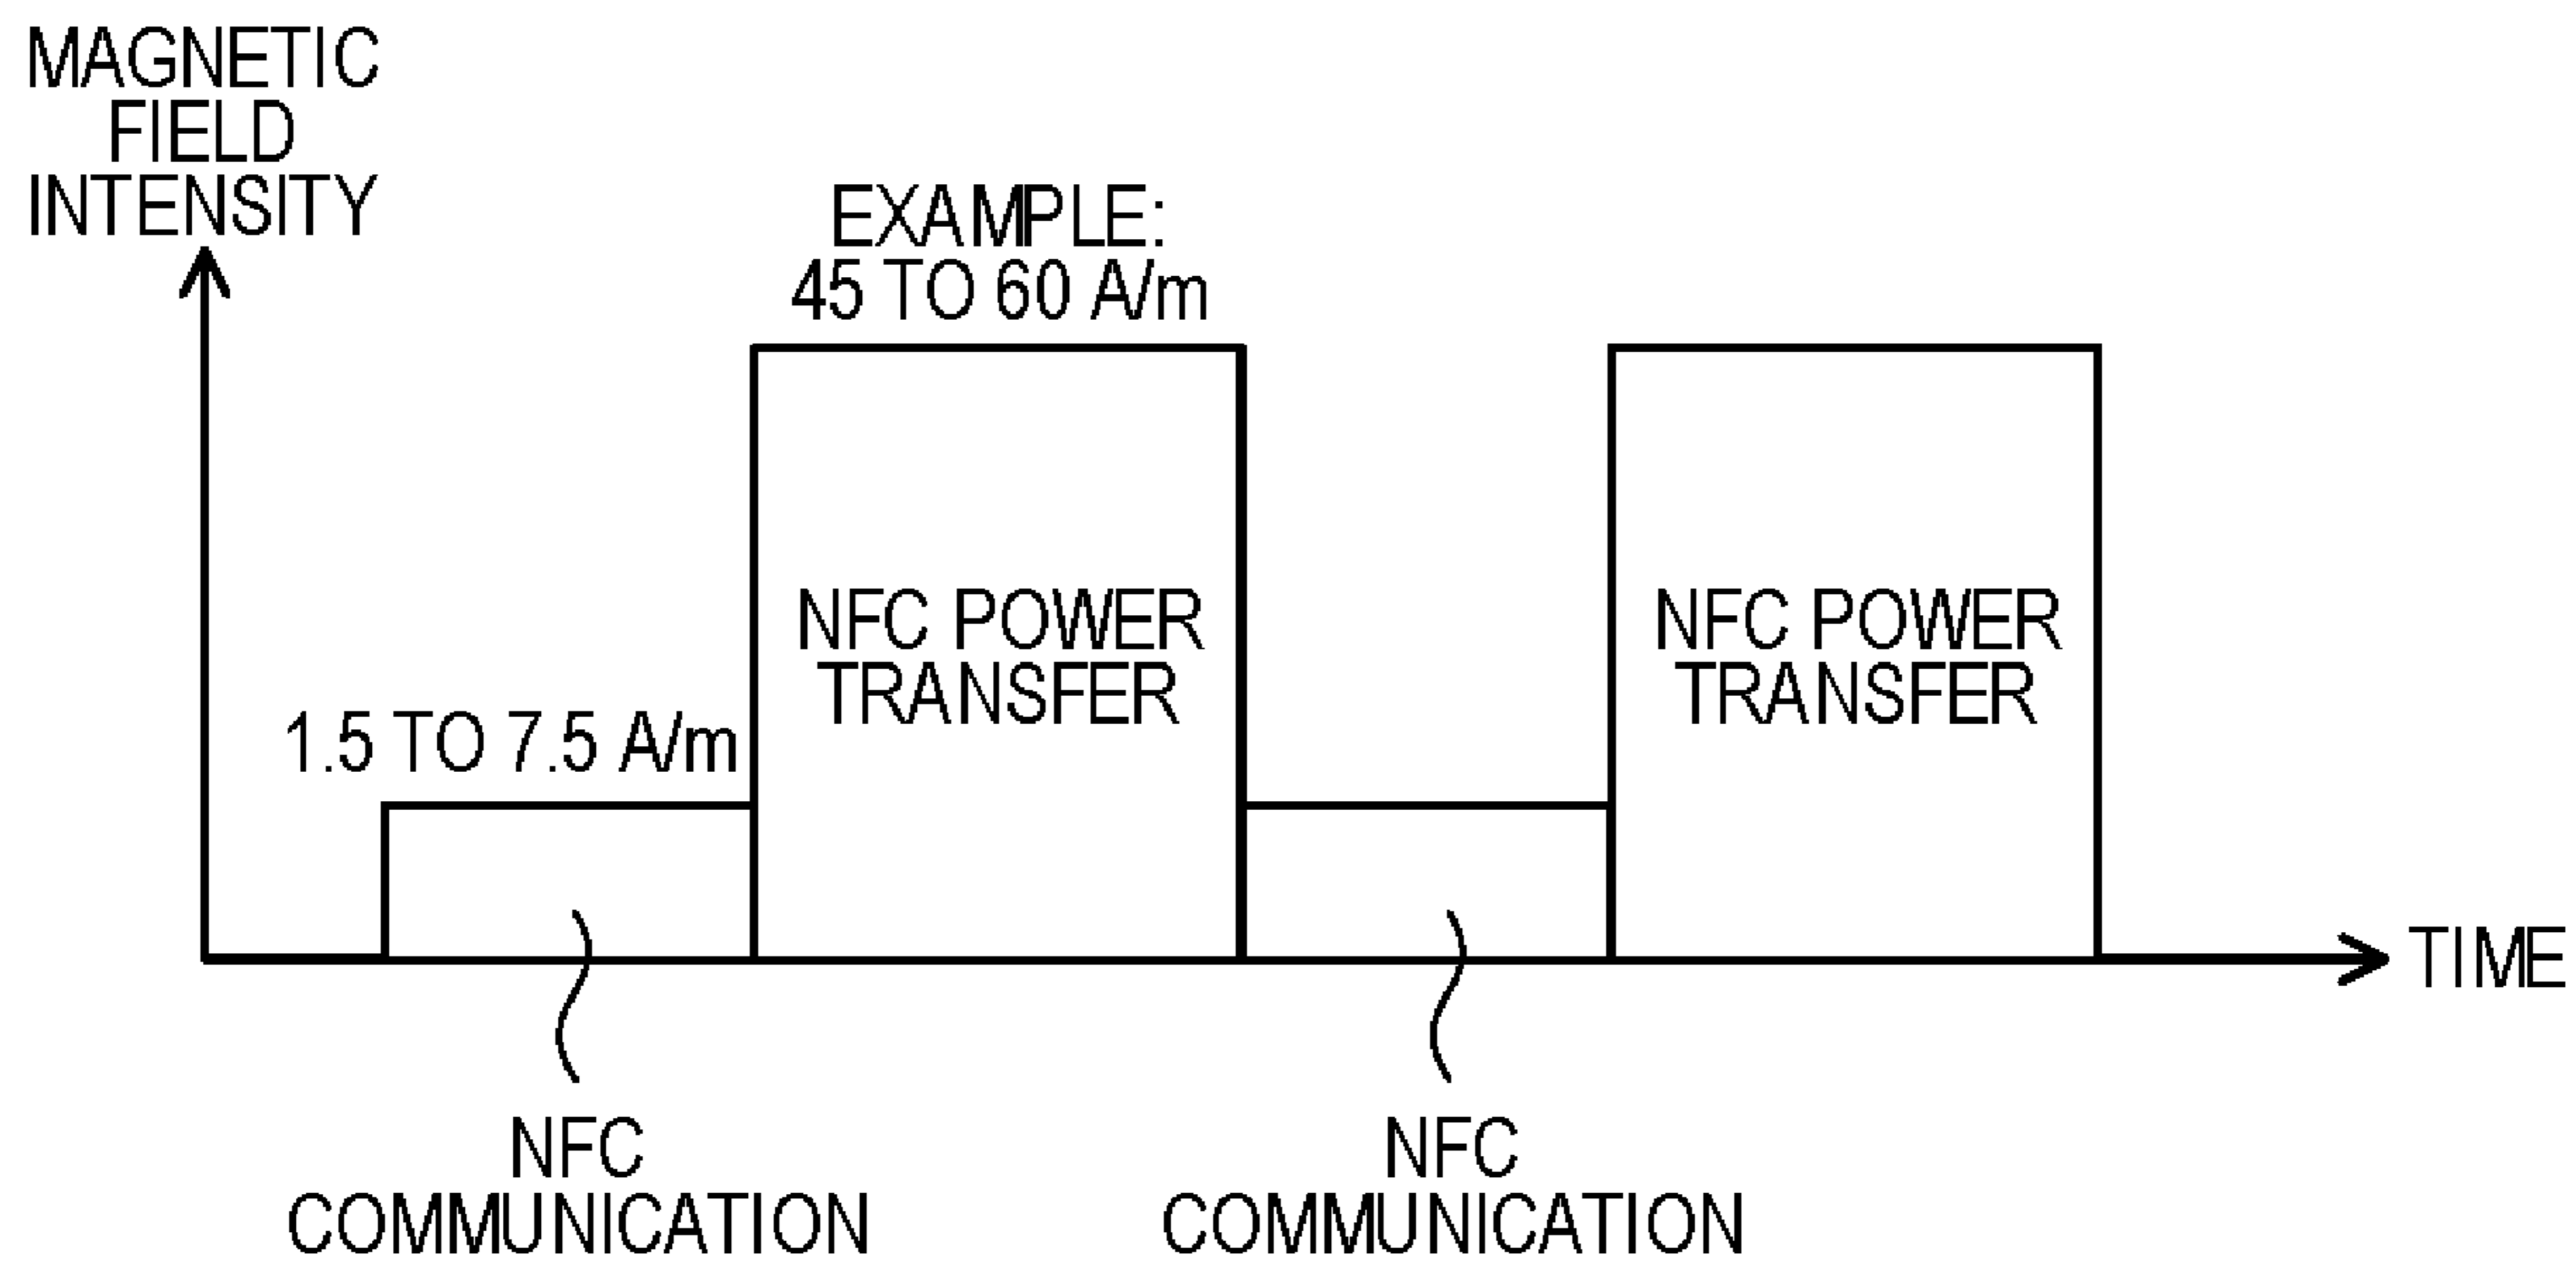 MAGNETIC
FIELD
INTENSITY
EXAMPLE:
45 TO 60 A/m
NFC POWER
TRANSFER
NFC POWER
TRANSFER
1.5 TO 7.5 A/m
TIME
NFC
COMMUNICATION
NFC
COMMUNICATION